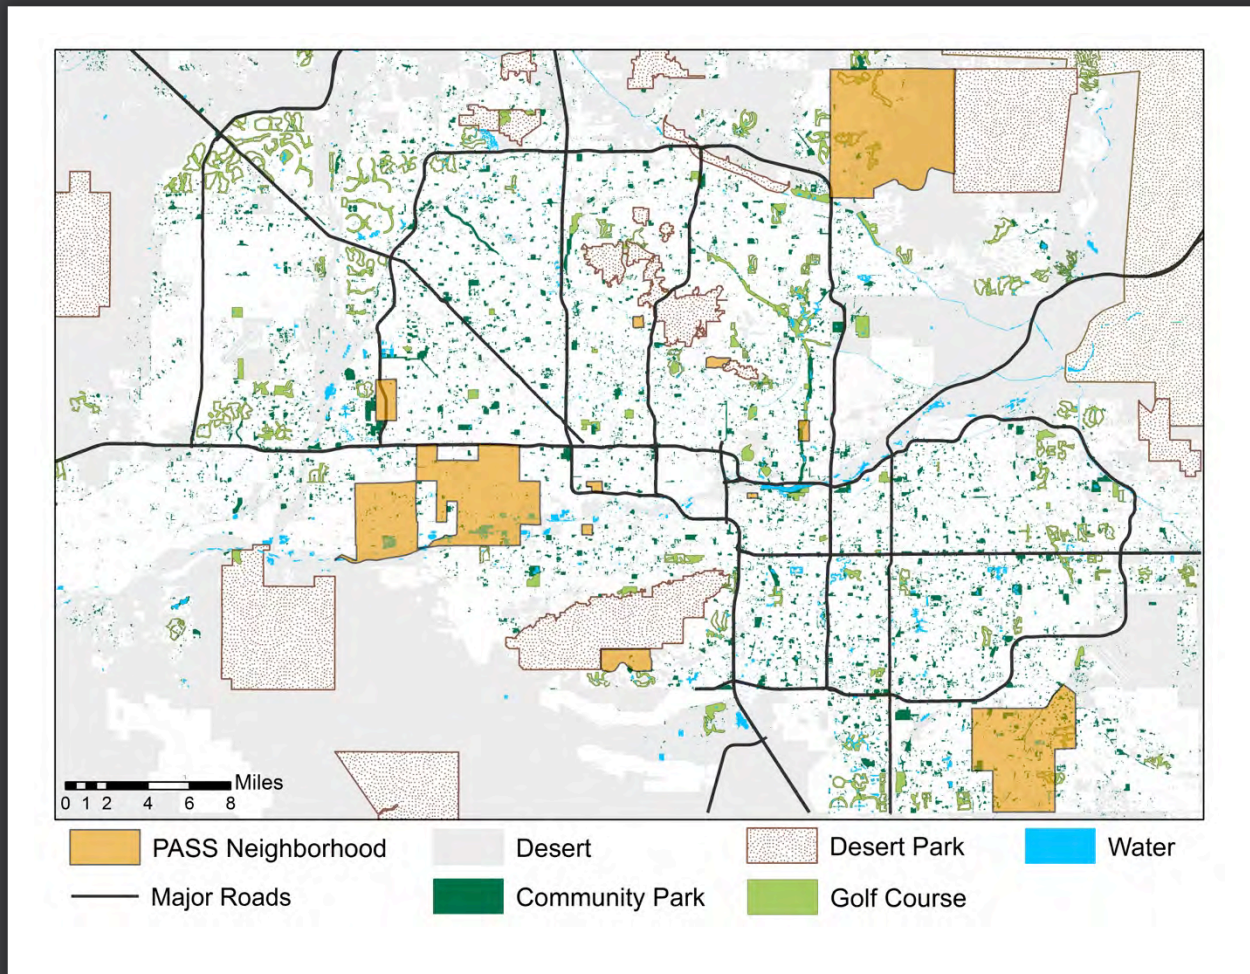 Miles
0 1 2 4 6 8
PASS Neighborhood
Desert
Desert Park
Water
Major Roads
Community Park
Golf Course